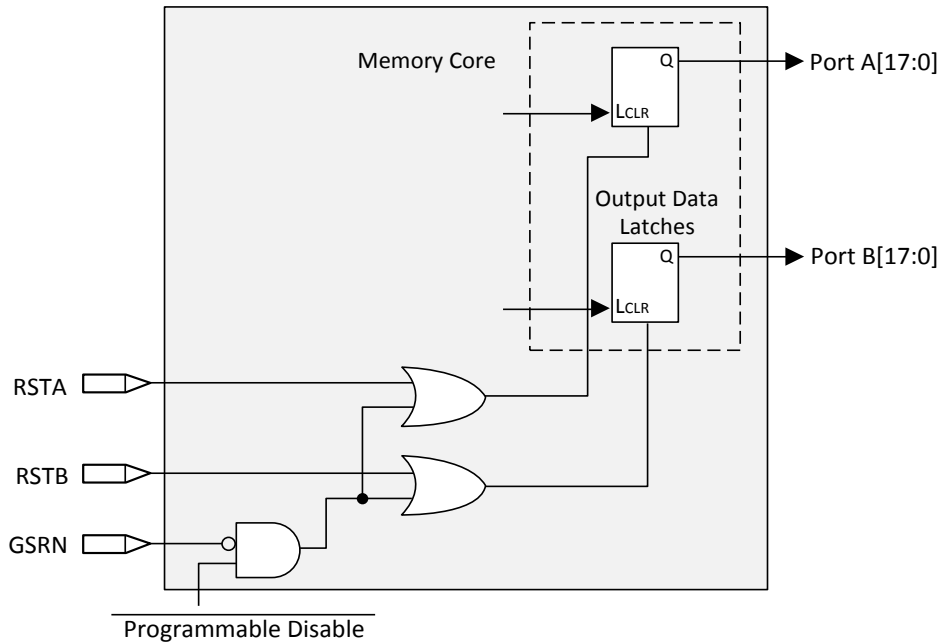 Memory Core
Q
Port A[17:0]
LCLR
Output Data
Latches
Q
Port B[17:0]
LCLR
RSTA
RSTB
GSRN
Programmable Disable